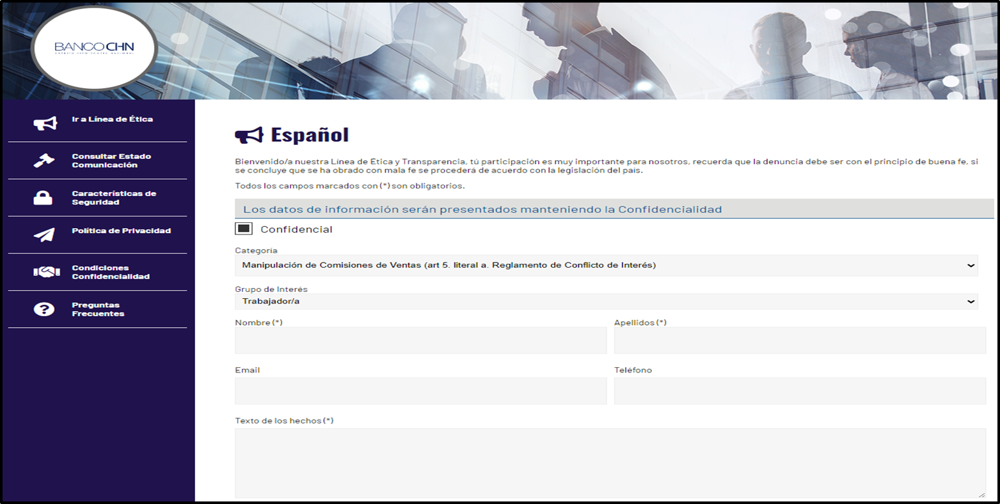 BANCOCHN
Ir a Línea de Ética
Consultar Estado
Comunicación
Características de
Seguridad
Política de Privacidad
Condiciones
Confidencialidad
Preguntas
Frecuentes
Español
Bienvenido/a nuestra Línea de Ética y Transparencia, tú participación es muy importante para nosotros, recuerda que la denuncia debe ser con el principio de buena fe, si
se concluye que se ha obrado con mala fe se procederá de acuerdo con la legislación del país.
Todos los campos marcados con (*) son obligatorios.
Los datos de información serán presentados manteniendo la Confidencialidad
Confidencial
Categoría
Manipulación de Comisiones de Ventas (art 5. literal a. Reglamento de Conflicto de Interés)
Grupo de Interés
Trabajador/a
Nombre (*)
Apellidos (*)
Email
Teléfono
Texto de los hechos (*)